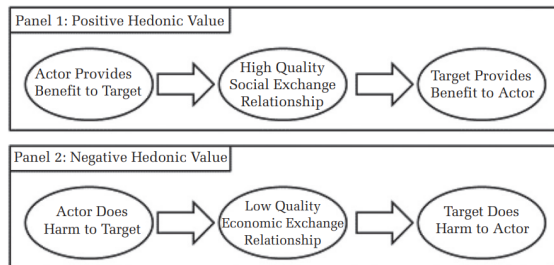 Panel 1: Positive Hedonic Value
Actor Provides
Benefit to Target
High Quality
Social Exchange
Relationship
Target Provides
Benefit to Actor
Panel 2: Negative Hedonic Value
Actor Does
Harm to Target
Low Quality
Economic Exchange
Relationship
Target Does
Harm to Actor